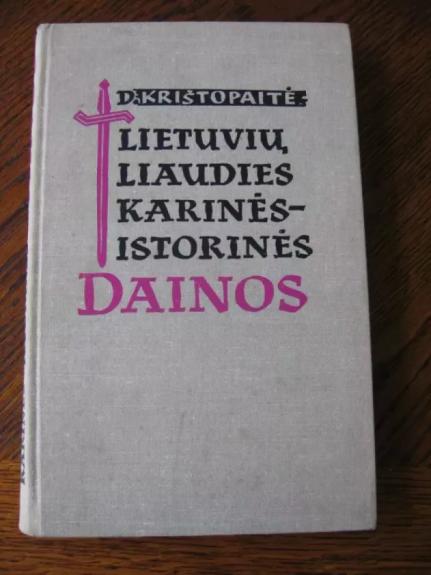 D. KRIŠTOPAITĖ
LIETUVIŲ
LIAUDIES
KARINĖS-
ISTORINĖS
DAINOS